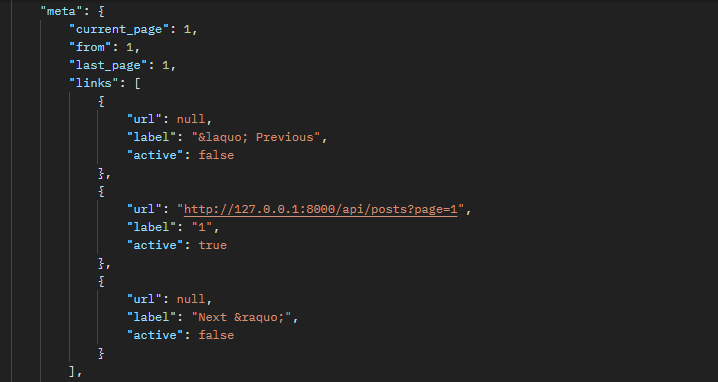 "meta": {
"current_page": 1,
"from": 1,
"last_page": 1,
"links": [
{
"url": null,
"label": "&laquo; Previous",
"active": false
},
{
"url": "http://127.0.0.1:8000/api/posts?page=1",
"label": "1",
"active": true
},
{
"url": null,
"label": "Next &raquo;",
"active": false
}
],